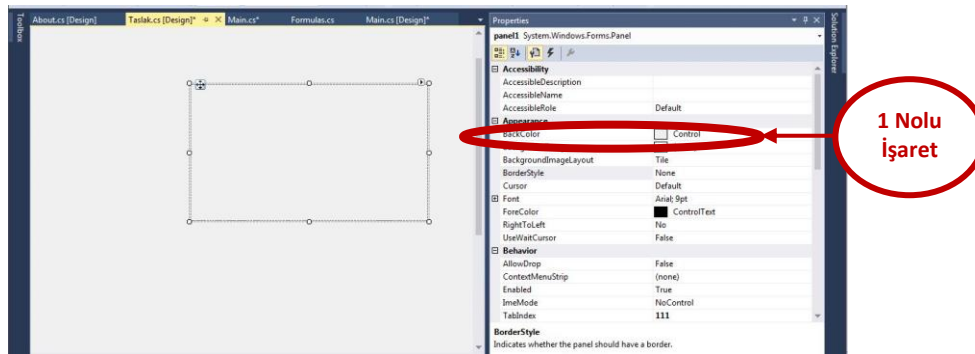 Toolbox
About.cs [Design]
Taslak.cs [Design]*
Main.cs*
Formulas.cs
Main.cs [Design]*
Properties
panel1 System.Windows.Forms.Panel
Accessibility
AccessibleDescription
AccessibleName
AccessibleRole Default
Appearance
BackColor Control
BackgroundImageLayout Tile
BorderStyle None
Cursor Default
Font Arial; 9pt
ForeColor ControlText
RightToLeft No
UseWaitCursor False
Behavior
AllowDrop False
ContextMenuStrip (none)
Enabled True
ImeMode NoControl
TabIndex 111
BorderStyle
Indicates whether the panel should have a border.
Solution Explorer
1 Nolu
İşaret